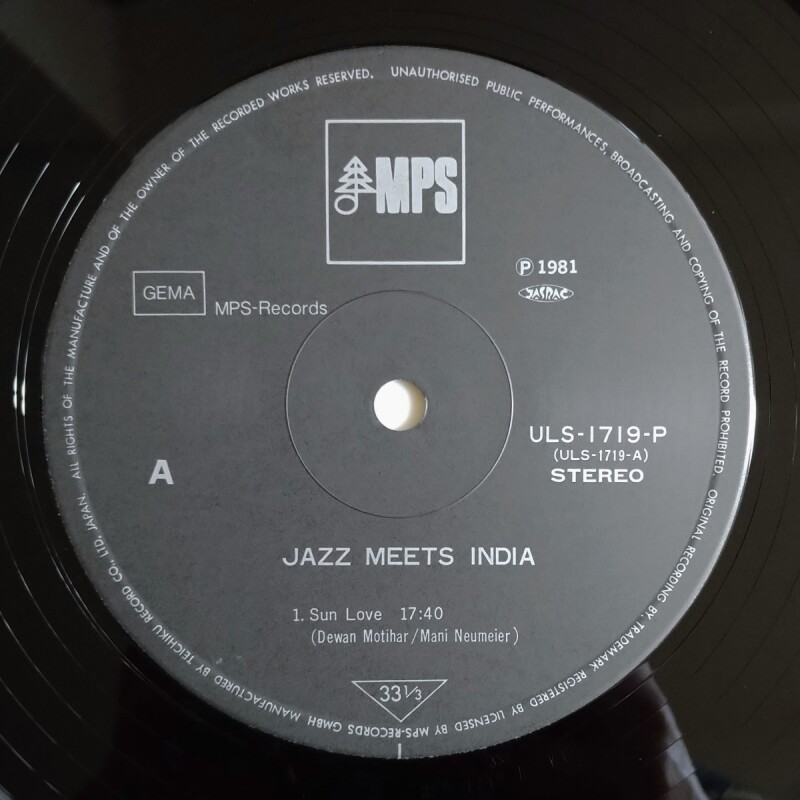 ALL RIGHTS OF THE MANUFACTURE AND OF THE OWNER OF THE RECORDED WORKS RESERVED. UNAUTHORISED PUBLIC PERFORMANCES, BROADCASTING AND COPYING OF THE RECORD PROHIBITED. ORIGINAL RECORDING BY TRADEMARK REGISTERED BY LICENSED BY MPS-RECORDS GMBH MANUFACTURED BY TEICHIKU RECORD CO., LTD. JAPAN.
MPS
GEMA
MPS-Records
Ⓟ 1981
JASRAC
A
ULS-1719-P
(ULS-1719-A)
STEREO
JAZZ MEETS INDIA
1. Sun Love 17:40
(Dewan Motihar/Mani Neumeier)
33 1/3